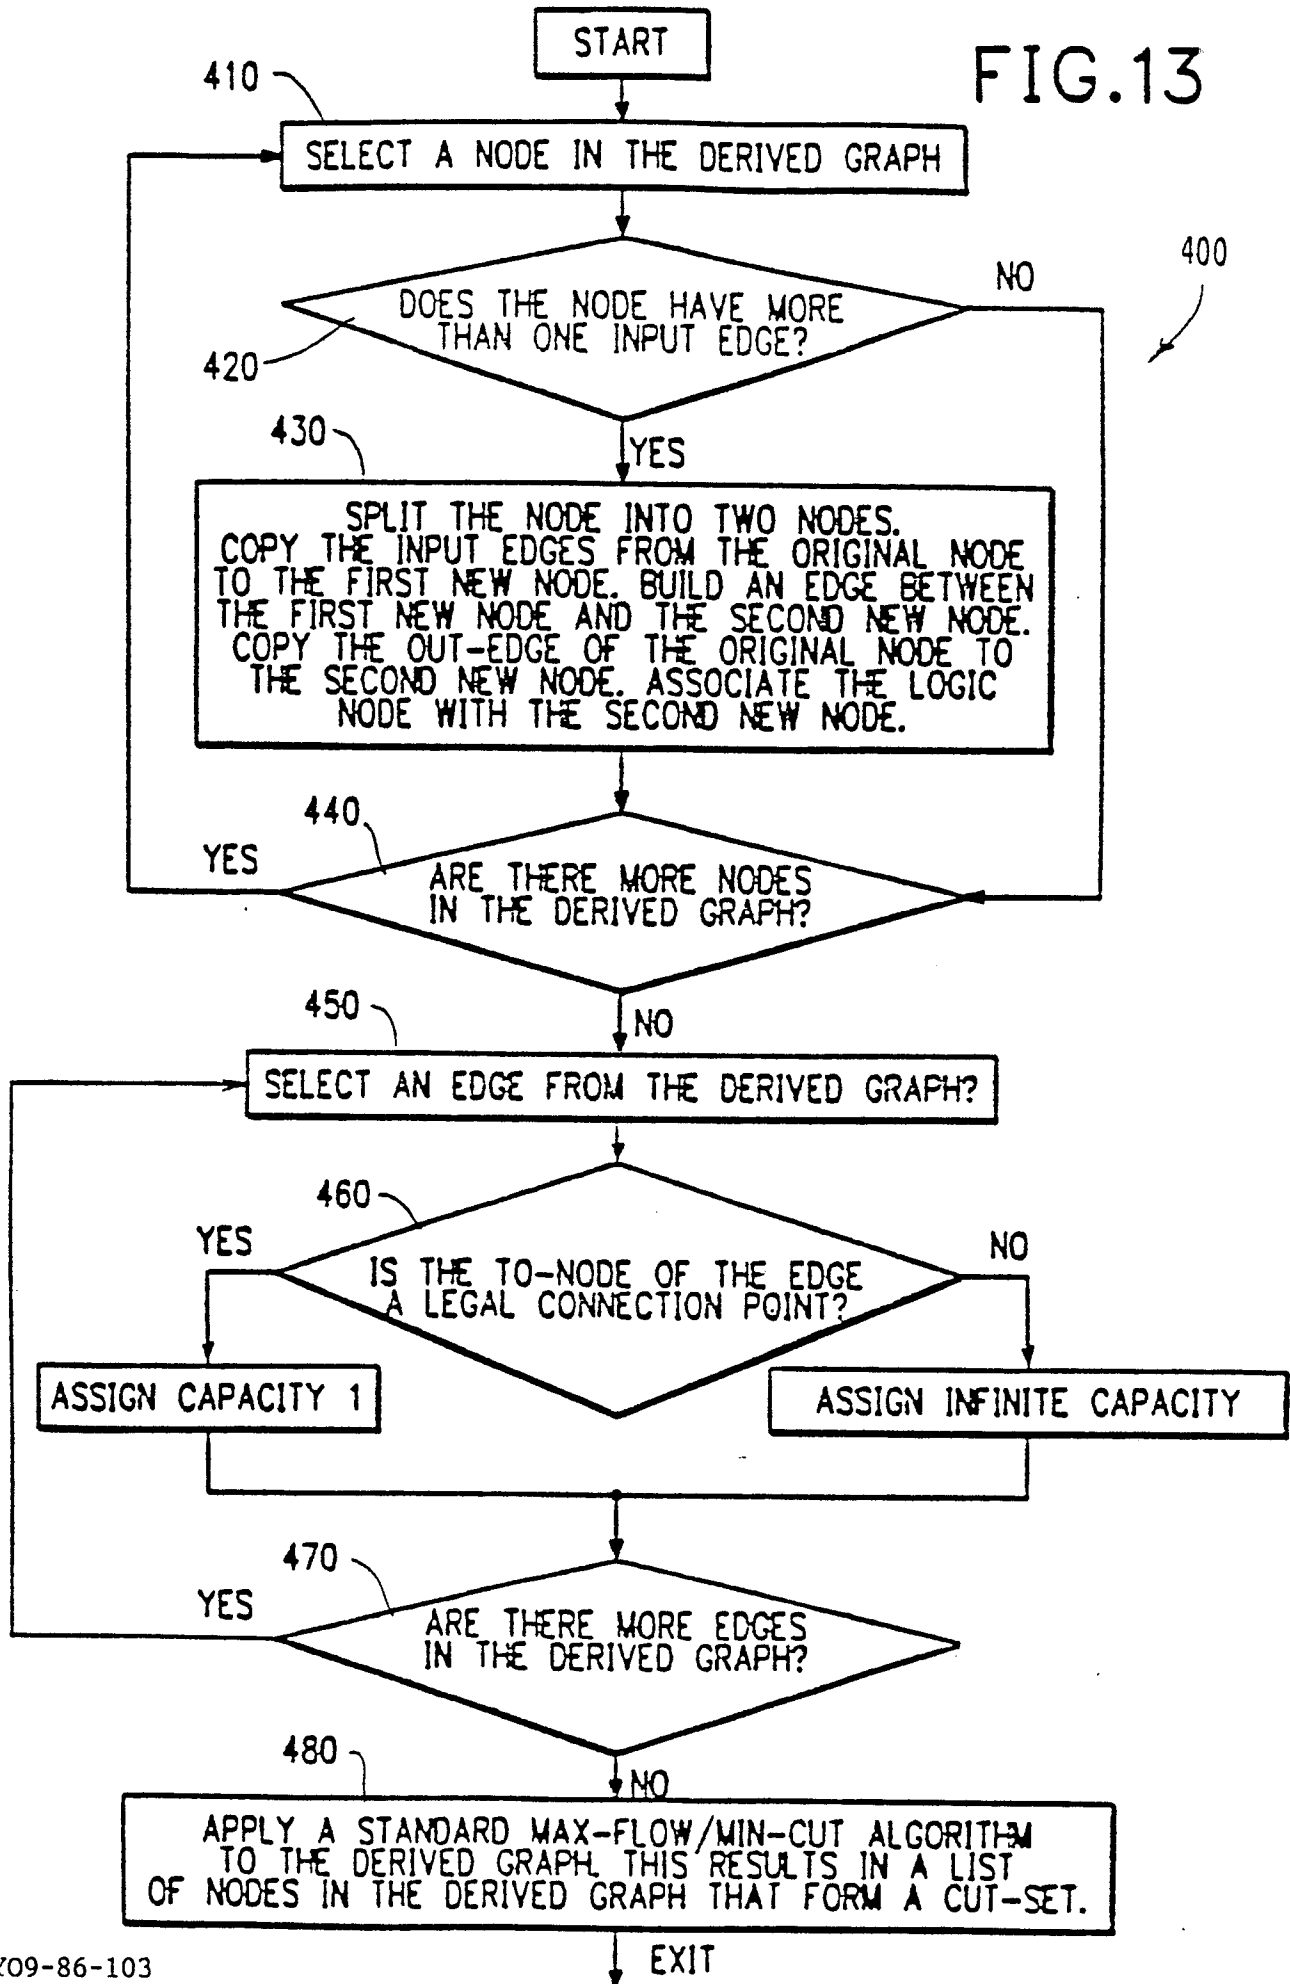 START
FIG.13
410
SELECT A NODE IN THE DERIVED GRAPH
400
NO
DOES THE NODE HAVE MORE
THAN ONE INPUT EDGE?
420
430
YES
SPLIT THE NODE INTO TWO NODES.
COPY THE INPUT EDGES FROM THE ORIGINAL NODE
TO THE FIRST NEW NODE. BUILD AN EDGE BETWEEN
THE FIRST NEW NODE AND THE SECOND NEW NODE.
COPY THE OUT-EDGE OF THE ORIGINAL NODE TO
THE SECOND NEW NODE. ASSOCIATE THE LOGIC
NODE WITH THE SECOND NEW NODE.
440
YES
ARE THERE MORE NODES
IN THE DERIVED GRAPH?
450
NO
SELECT AN EDGE FROM THE DERIVED GRAPH?
460
YES
NO
IS THE TO-NODE OF THE EDGE
A LEGAL CONNECTION POINT?
ASSIGN CAPACITY 1
ASSIGN INFINITE CAPACITY
470
YES
ARE THERE MORE EDGES
IN THE DERIVED GRAPH?
480
NO
APPLY A STANDARD MAX-FLOW/MIN-CUT ALGORITHM
TO THE DERIVED GRAPH. THIS RESULTS IN A LIST
OF NODES IN THE DERIVED GRAPH THAT FORM A CUT-SET.
EXIT
YO9-86-103